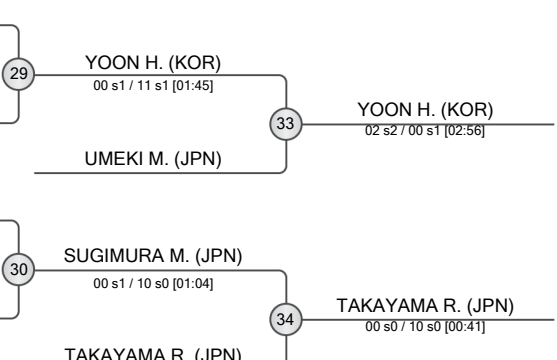 29
YOON H. (KOR)
00 s1 / 11 s1 [01:45]
33
YOON H. (KOR)
02 s2 / 00 s1 [02:56]
UMEKI M. (JPN)
30
SUGIMURA M. (JPN)
00 s1 / 10 s0 [01:04]
34
TAKAYAMA R. (JPN)
00 s0 / 10 s0 [00:41]
TAKAYAMA R. (JPN)